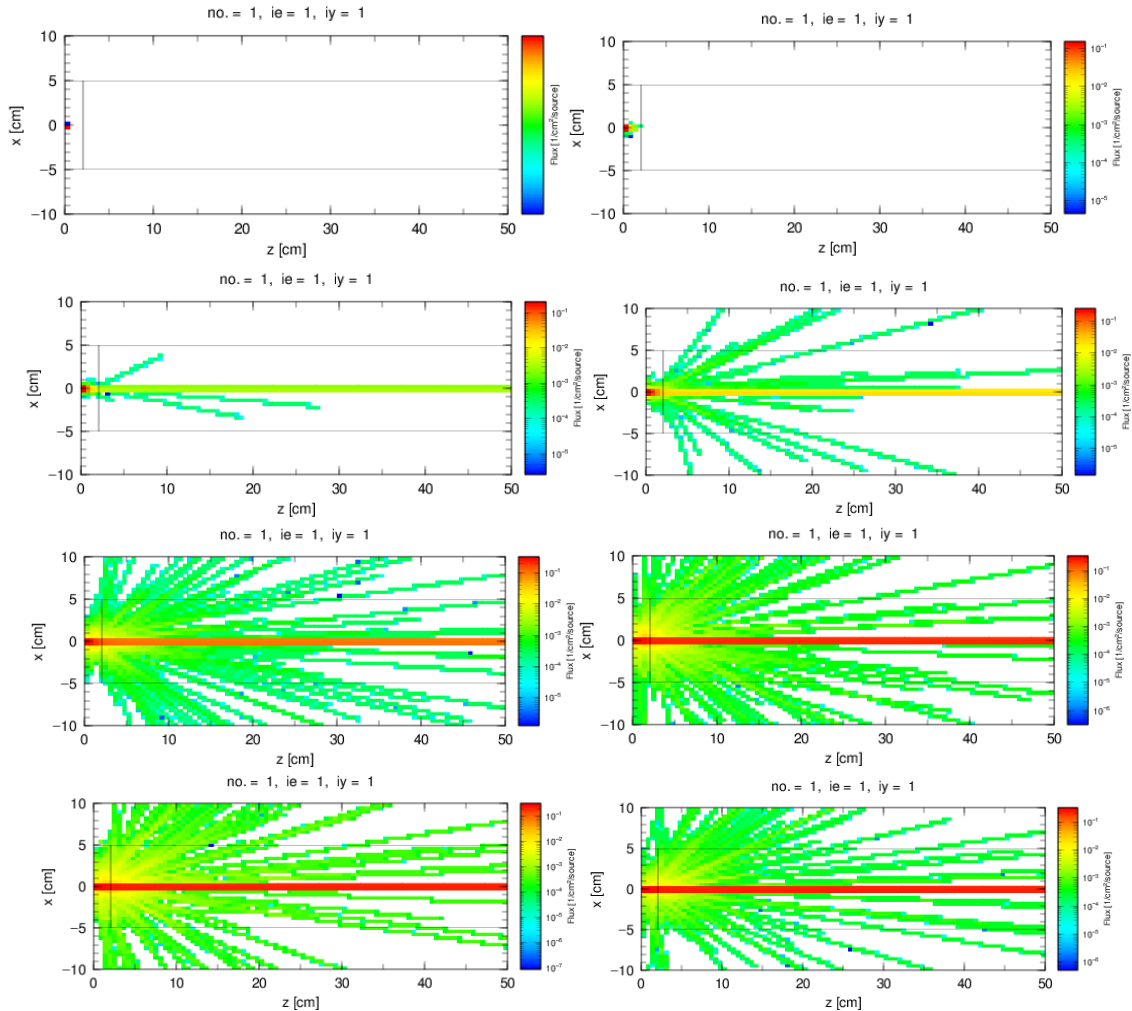 no. = 1, ie = 1, iy = 1
10
5
0
−5
−10
x [cm]
0 10 20 30 40 50
z [cm]
Flux [1/cm²/source]
no. = 1, ie = 1, iy = 1
10
5
0
−5
−10
x [cm]
0 10 20 30 40 50
z [cm]
10⁻¹
10⁻²
10⁻³
10⁻⁴
10⁻⁵
Flux [1/cm²/source]
no. = 1, ie = 1, iy = 1
10
5
0
−5
−10
x [cm]
0 10 20 30 40 50
z [cm]
10⁻¹
10⁻²
10⁻³
10⁻⁴
10⁻⁵
Flux [1/cm²/source]
no. = 1, ie = 1, iy = 1
10
5
0
−5
−10
x [cm]
0 10 20 30 40 50
z [cm]
10⁻¹
10⁻²
10⁻³
10⁻⁴
10⁻⁵
Flux [1/cm²/source]
no. = 1, ie = 1, iy = 1
10
5
0
−5
−10
x [cm]
0 10 20 30 40 50
z [cm]
10⁻¹
10⁻²
10⁻³
10⁻⁴
10⁻⁵
Flux [1/cm²/source]
no. = 1, ie = 1, iy = 1
10
5
0
−5
−10
x [cm]
0 10 20 30 40 50
z [cm]
10⁻¹
10⁻²
10⁻³
10⁻⁴
10⁻⁵
10⁻⁶
Flux [1/cm²/source]
no. = 1, ie = 1, iy = 1
10
5
0
−5
−10
x [cm]
0 10 20 30 40 50
z [cm]
10⁻¹
10⁻²
10⁻³
10⁻⁴
10⁻⁵
10⁻⁶
10⁻⁷
Flux [1/cm²/source]
no. = 1, ie = 1, iy = 1
10
5
0
−5
−10
x [cm]
0 10 20 30 40 50
z [cm]
10⁻¹
10⁻²
10⁻³
10⁻⁴
10⁻⁵
10⁻⁶
Flux [1/cm²/source]